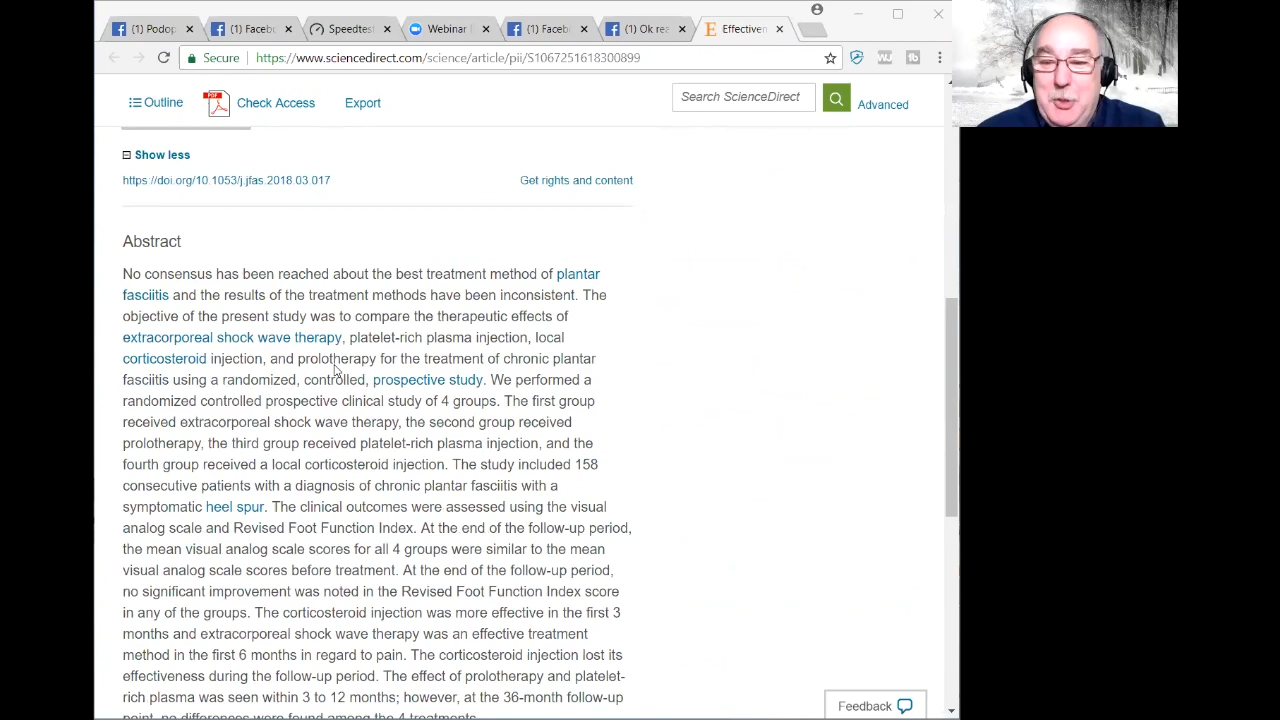 (1) Podop
(1) Faceb
Speedtest
Webinar
(1) Faceb
(1) Ok rea
Effectiven
Secure
https://www.sciencedirect.com/science/article/pii/S1067251618300899
Outline
PDF
Check Access
Export
Search ScienceDirect
Advanced
Show less
https://doi.org/10.1053/j.jfas.2018.03.017
Get rights and content
Abstract
No consensus has been reached about the best treatment method of plantar
fasciitis and the results of the treatment methods have been inconsistent. The
objective of the present study was to compare the therapeutic effects of
extracorporeal shock wave therapy, platelet-rich plasma injection, local
corticosteroid injection, and prolotherapy for the treatment of chronic plantar
fasciitis using a randomized, controlled, prospective study. We performed a
randomized controlled prospective clinical study of 4 groups. The first group
received extracorporeal shock wave therapy, the second group received
prolotherapy, the third group received platelet-rich plasma injection, and the
fourth group received a local corticosteroid injection. The study included 158
consecutive patients with a diagnosis of chronic plantar fasciitis with a
symptomatic heel spur. The clinical outcomes were assessed using the visual
analog scale and Revised Foot Function Index. At the end of the follow-up period,
the mean visual analog scale scores for all 4 groups were similar to the mean
visual analog scale scores before treatment. At the end of the follow-up period,
no significant improvement was noted in the Revised Foot Function Index score
in any of the groups. The corticosteroid injection was more effective in the first 3
months and extracorporeal shock wave therapy was an effective treatment
method in the first 6 months in regard to pain. The corticosteroid injection lost its
effectiveness during the follow-up period. The effect of prolotherapy and platelet-
rich plasma was seen within 3 to 12 months; however, at the 36-month follow-up
point, no differences were found among the 4 treatments.
Feedback